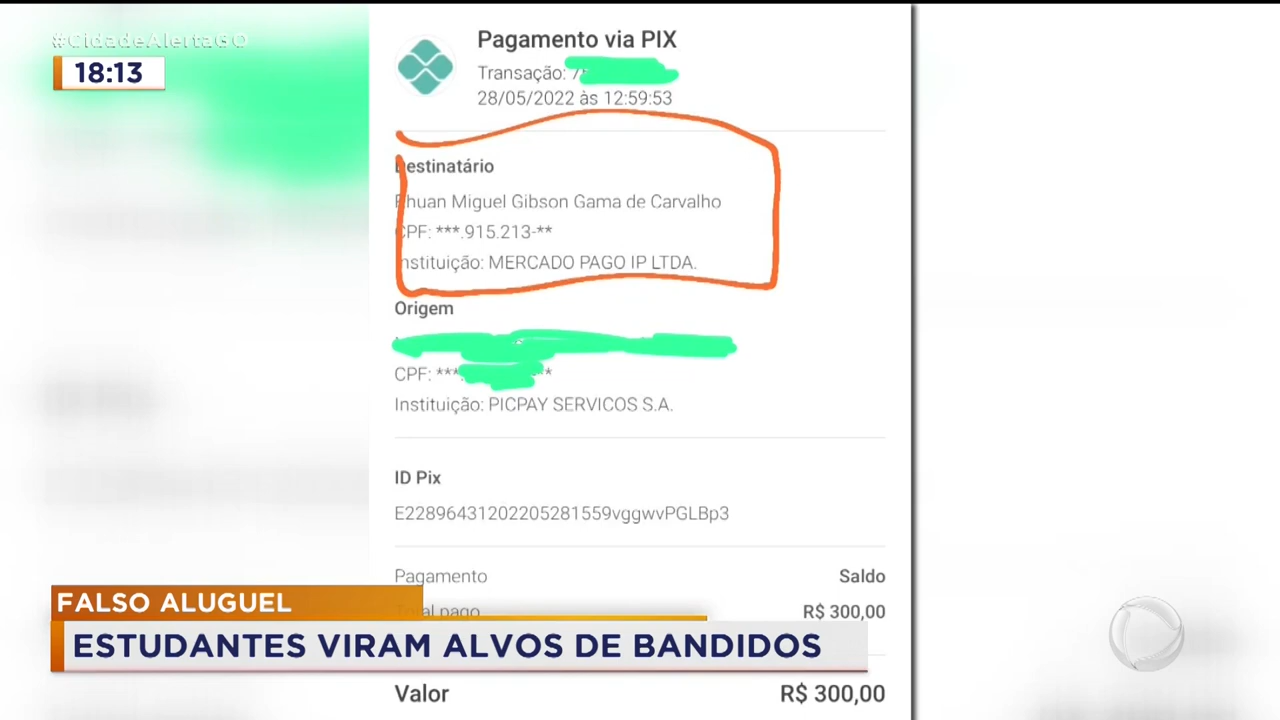 #CidadeAlertaGO
18:13
Pagamento via PIX
Transação:
28/05/2022 às 12:59:53
Destinatário
Rhuan Miguel Gibson Gama de Carvalho
CPF: ***.915.213-**
Instituição: MERCADO PAGO IP LTDA.
Origem
CPF: ***. **
Instituição: PICPAY SERVICOS S.A.
ID Pix
E22896431202205281559vggwvPGLBp3
Pagamento Saldo
Total pago R$ 300,00
FALSO ALUGUEL
ESTUDANTES VIRAM ALVOS DE BANDIDOS
Valor R$ 300,00